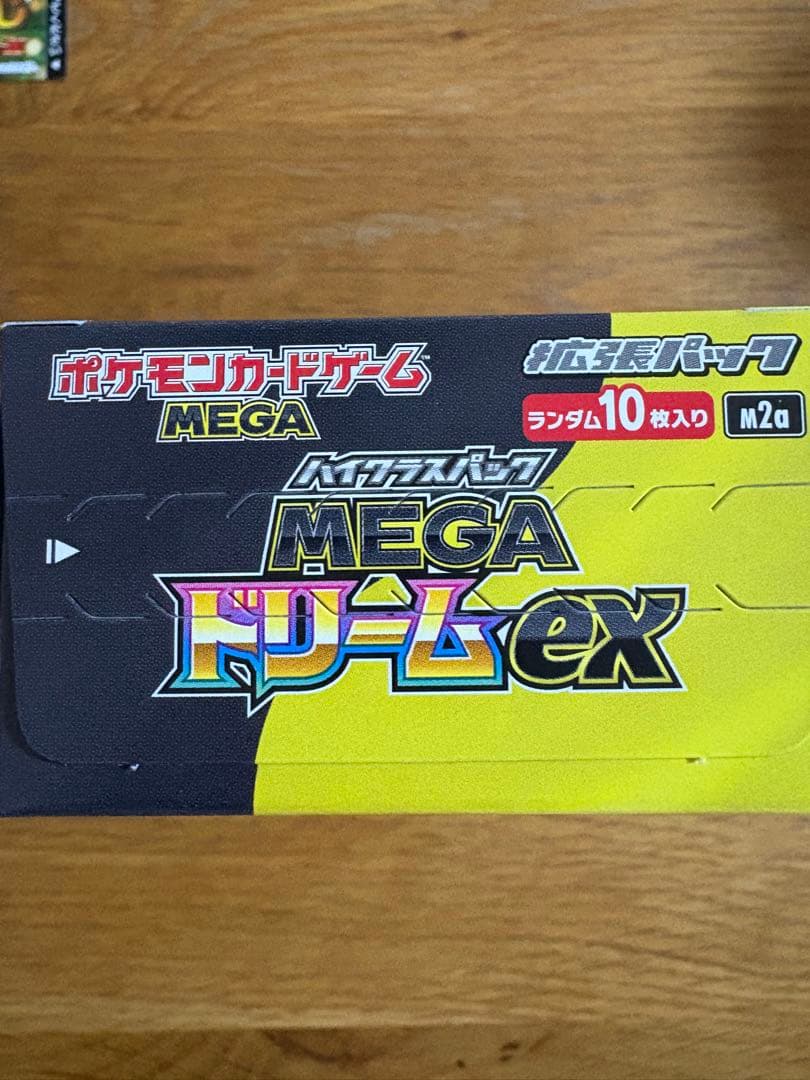 ポケモンカードゲーム™
MEGA
拡張パック
ランダム10枚入り
M2a
ハイクラスパック
MEGA
ドリームex